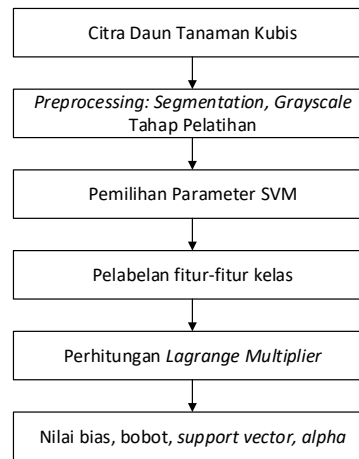 Citra Daun Tanaman Kubis
Preprocessing: Segmentation, Grayscale
Tahap Pelatihan
Pemilihan Parameter SVM
Pelabelan fitur-fitur kelas
Perhitungan Lagrange Multiplier
Nilai bias, bobot, support vector, alpha